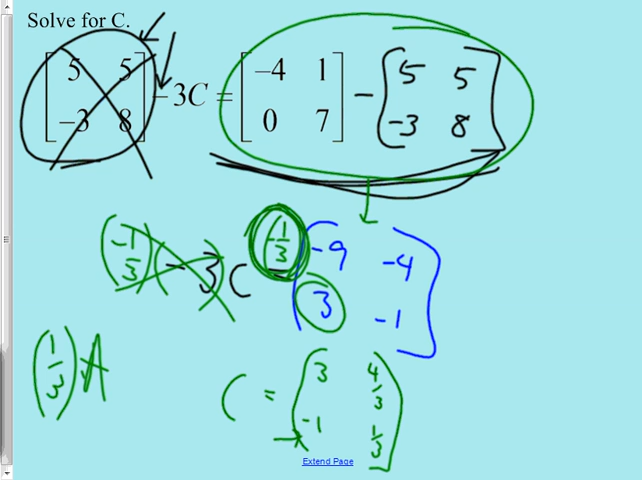 Solve for C.
[5 5; -3 8] - 3C = [-4 1; 0 7] - [5 5; -3 8]
(-1/3)(-3)C = -1/3 [-9 -4; 3 -1]
(1/3)A
C = [3 4/3; -1 1/3]
Extend Page